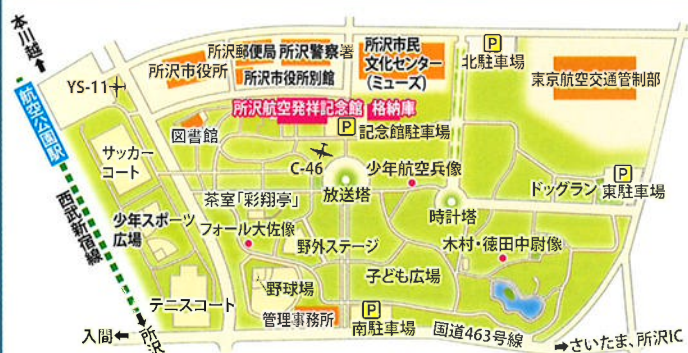 本川越
YS-11
航空公園駅
西武新宿線
所沢市役所
所沢郵便局
所沢警察署
所沢市役所別館
所沢市民
文化センター
(ミューズ)
P
北駐車場
東京航空交通管制部
所沢航空発祥記念館
格納庫
図書館
P
記念館駐車場
サッカー
コート
C-46
少年航空兵像
放送塔
茶室「彩翔亭」
ドッグラン
P
東駐車場
時計塔
少年スポーツ
広場
フォール大佐像
野外ステージ
木村・徳田中尉像
子ども広場
野球場
テニスコート
管理事務所
P
南駐車場
国道463号線
入間
所沢
さいたま、所沢IC